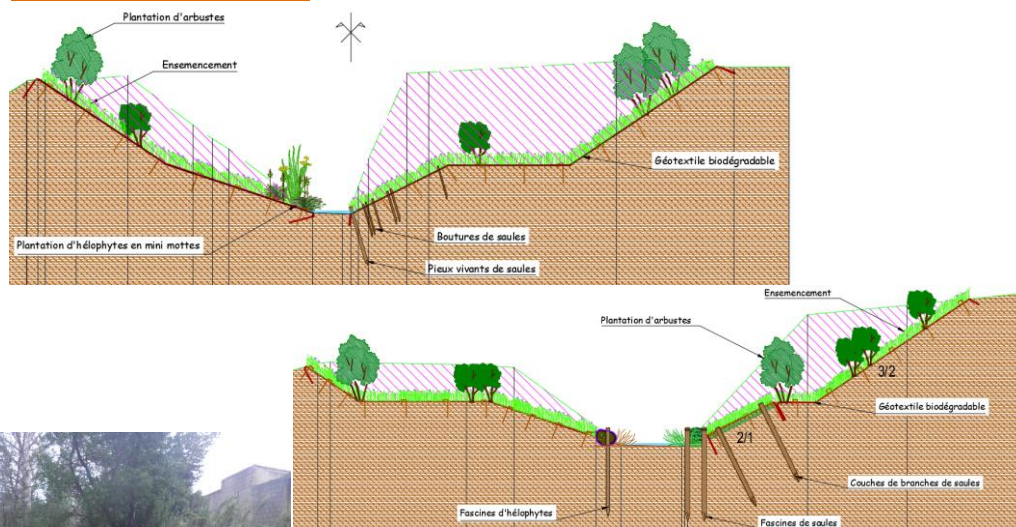 Plantation d'arbustes
Ensemencement
Géotextile biodégradable
Plantation d'hélophytes en mini mottes
Boutures de saules
Pieux vivants de saules
Ensemencement
Plantation d'arbustes
3/2
Géotextile biodégradable
2/1
Couches de branches de saules
Fascines d'hélophytes
Fascines de saules